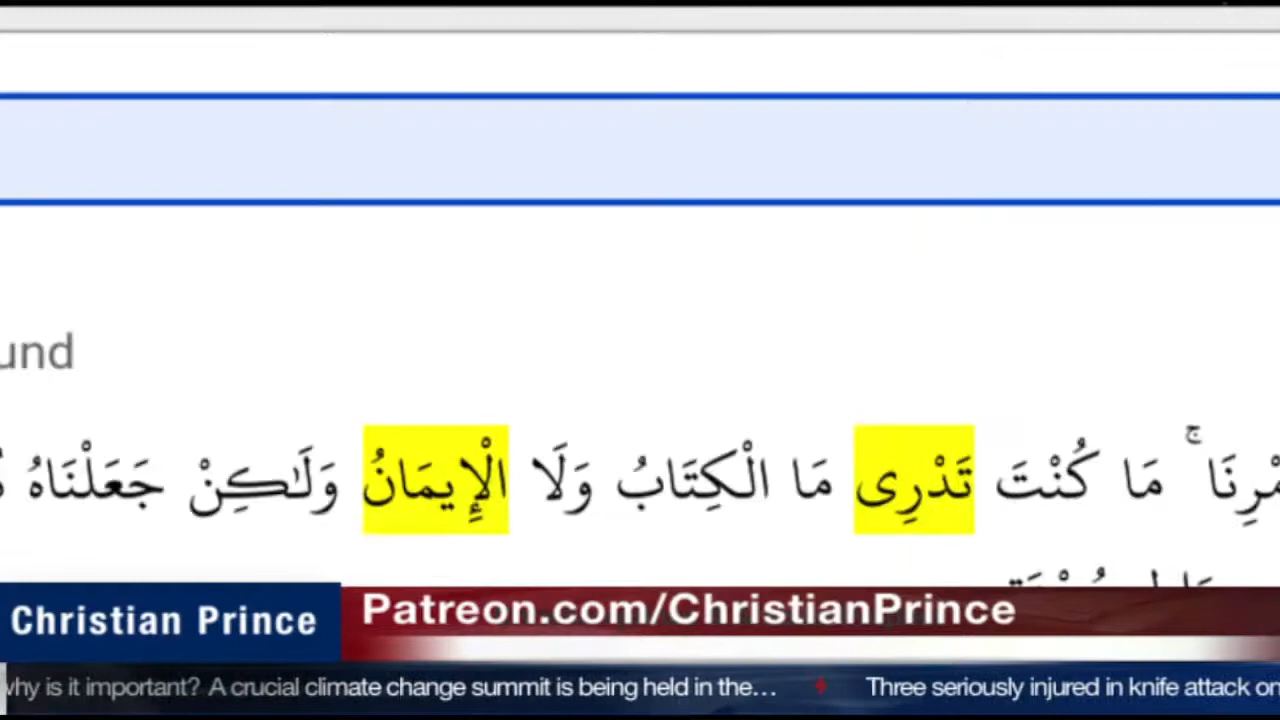 und
مْرِنَا ۚ مَا كُنْتَ تَدْرِى مَا الْكِتَابُ وَلَا الْإِيمَانُ وَلَٰكِنْ جَعَلْنَاهُ
Christian Prince
Patreon.com/ChristianPrince
why is it important? A crucial climate change summit is being held in the... Three seriously injured in knife attack on